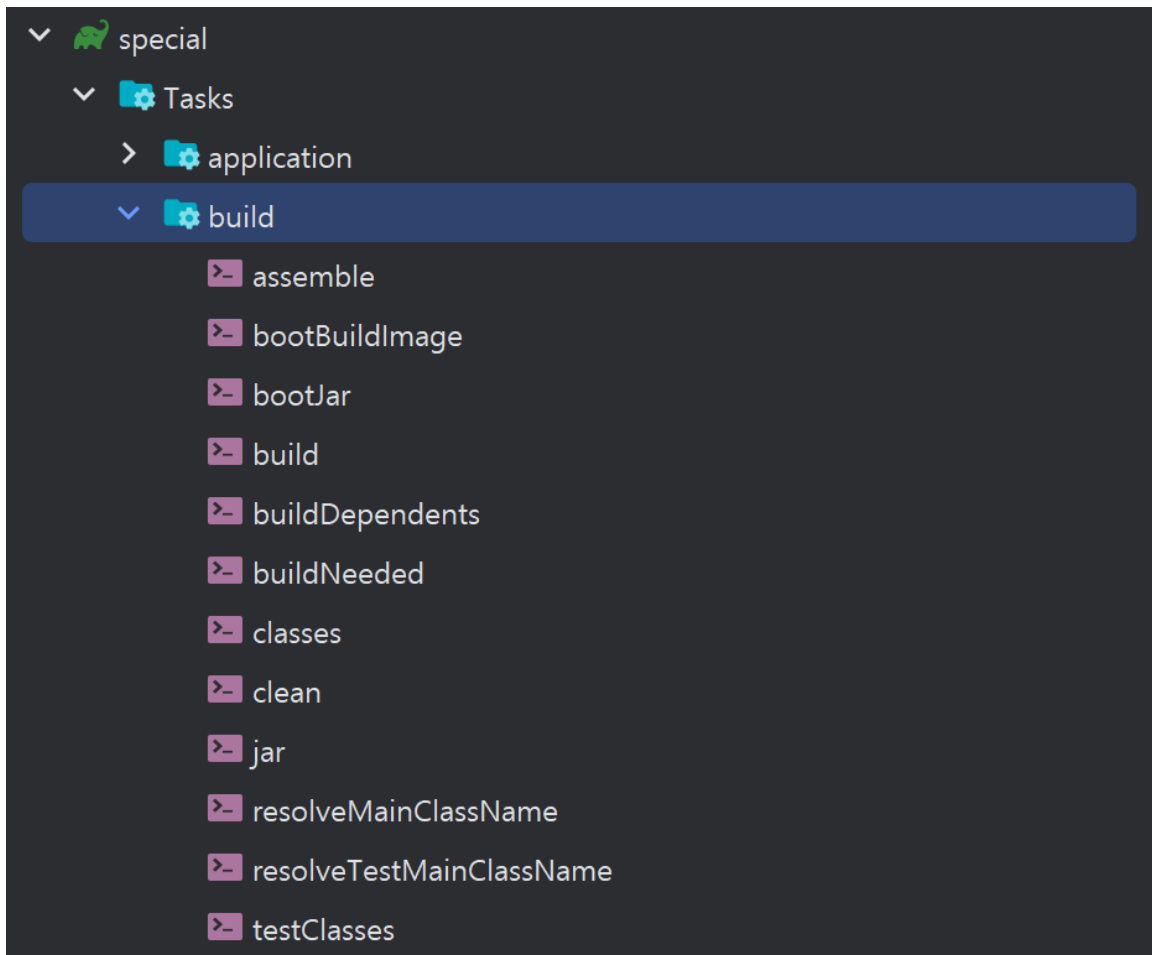 special
Tasks
application
build
assemble
bootBuildImage
bootJar
build
buildDependents
buildNeeded
classes
clean
jar
resolveMainClassName
resolveTestMainClassName
testClasses